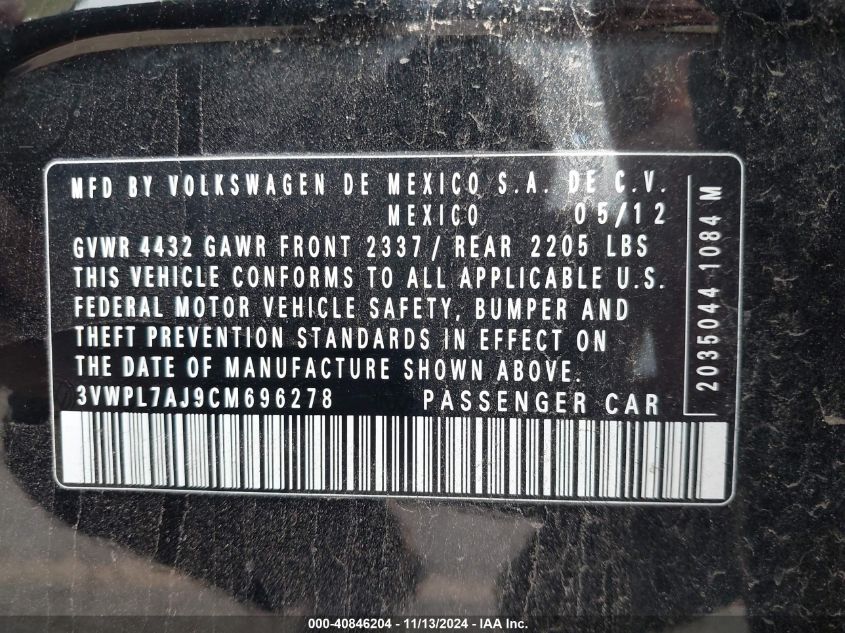 MFD BY VOLKSWAGEN DE MEXICO S.A. DE C.V.
MEXICO 05/12
GVWR 4432 GAWR FRONT 2337/ REAR 2205 LBS
THIS VEHICLE CONFORMS TO ALL APPLICABLE U.S.
FEDERAL MOTOR VEHICLE SAFETY, BUMPER AND
THEFT PREVENTION STANDARDS IN EFFECT ON
THE DATE OF MANUFACTURE SHOWN ABOVE.
3VWPL7AJ9CM696278 PASSENGER CAR
2035044 1084 M
000-40846204 - 11/13/2024 - IAA Inc.